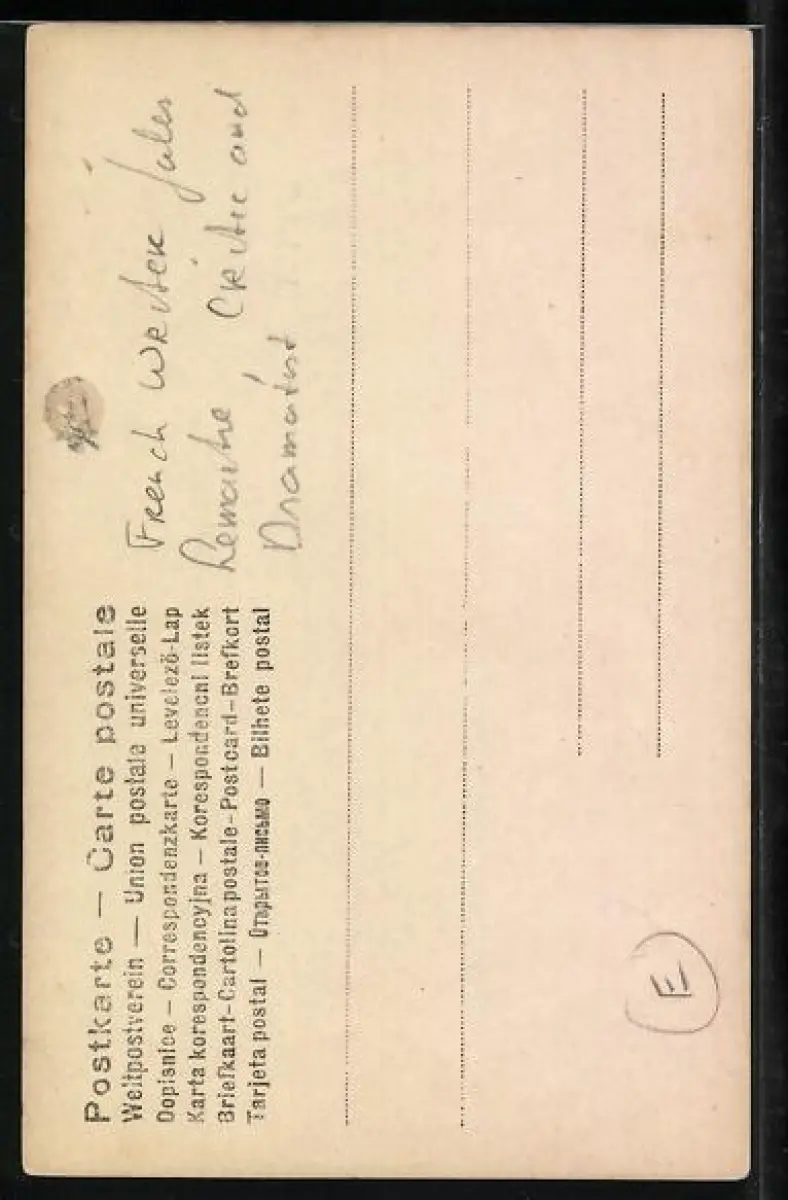 Postkarte — Carte postale
Weltpostverein — Union postale universelle
Dopisnice – Correspondenzkarte – Levelező-Lap
Karta korespondencyjna – Korespondenční lístek
Briefkaart-Cartolina postale-Postcard-Brefkort
Tarjeta postal — Открытое-письмо — Bilhete postal
French writer Jules
Lemaitre Critic and
Dramatist
E